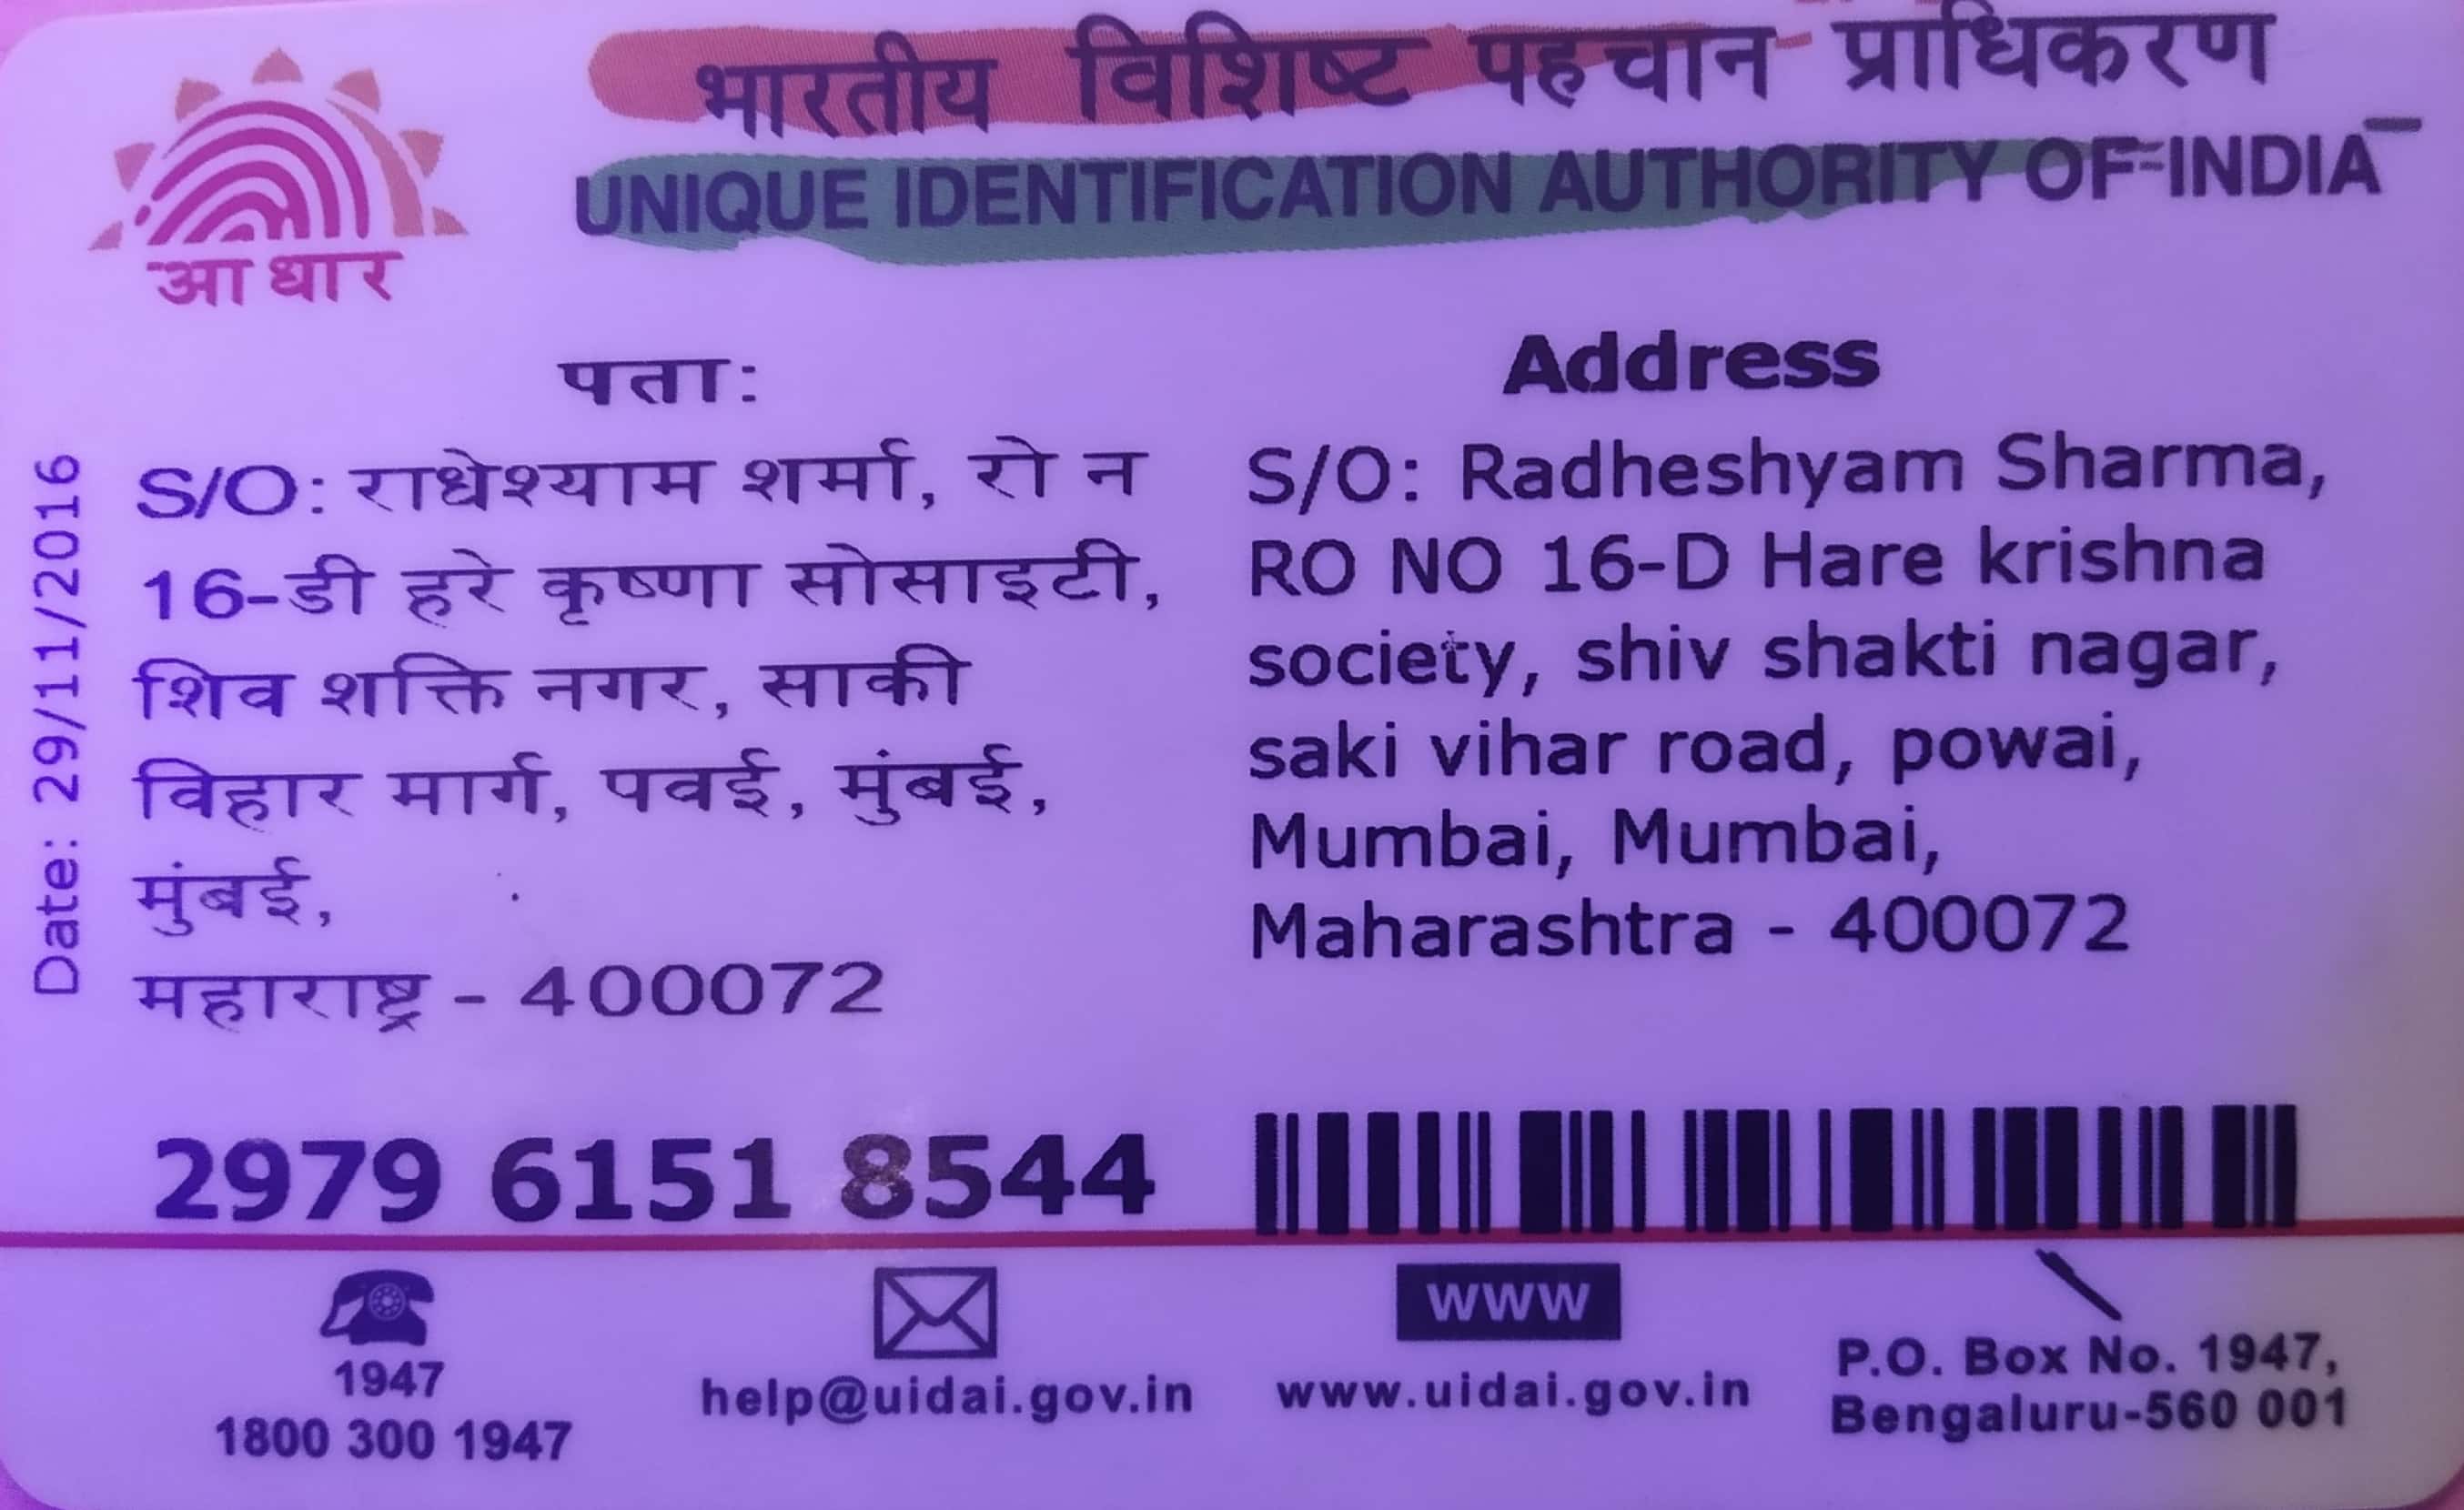 भारतीय विशिष्ट पहचान प्राधिकरण
UNIQUE IDENTIFICATION AUTHORITY OF INDIA
आधार
पता:
S/O: राधेश्याम शर्मा, रो न
16-डी हरे कृष्णा सोसाइटी,
शिव शक्ति नगर, साकी
विहार मार्ग, पवई, मुंबई,
मुंबई,
महाराष्ट्र - 400072
Address
S/O: Radheshyam Sharma,
RO NO 16-D Hare krishna
society, shiv shakti nagar,
saki vihar road, powai,
Mumbai, Mumbai,
Maharashtra - 400072
Date: 29/11/2016
2979 6151 8544
1947
1800 300 1947
help@uidai.gov.in
www
www.uidai.gov.in
P.O. Box No. 1947,
Bengaluru-560 001